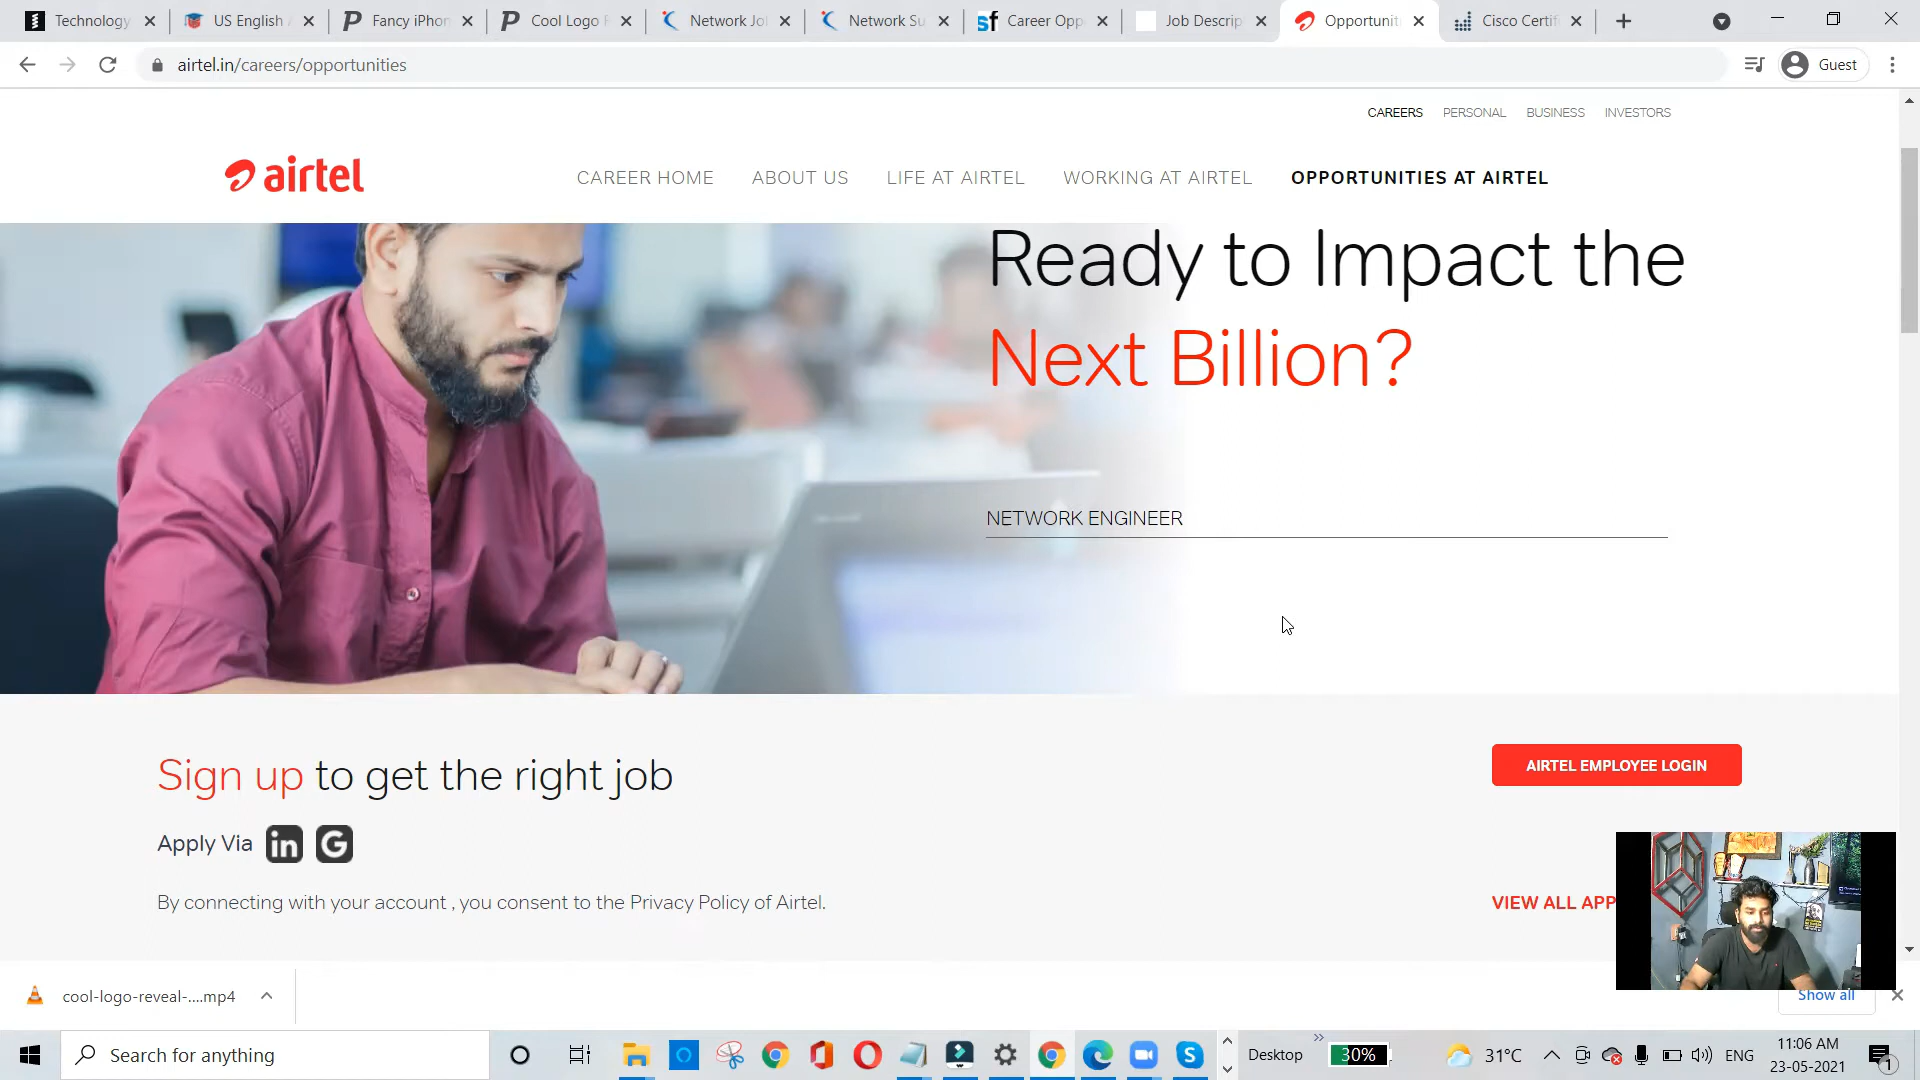 Technology
US English
Fancy iPhon
Cool Logo
Network Jo
Network Su
Career Opp
Job Descrip
Opportunit
Cisco Certif
airtel.in/careers/opportunities
Guest
CAREERS PERSONAL BUSINESS INVESTORS
airtel
CAREER HOME ABOUT US LIFE AT AIRTEL WORKING AT AIRTEL OPPORTUNITIES AT AIRTEL
Ready to Impact the
Next Billion?
NETWORK ENGINEER
Sign up to get the right job
AIRTEL EMPLOYEE LOGIN
Apply Via in G
By connecting with your account , you consent to the Privacy Policy of Airtel.
VIEW ALL APP
cool-logo-reveal-....mp4
Show all
Search for anything
Desktop
30%
31°C
ENG
11:06 AM
23-05-2021
1